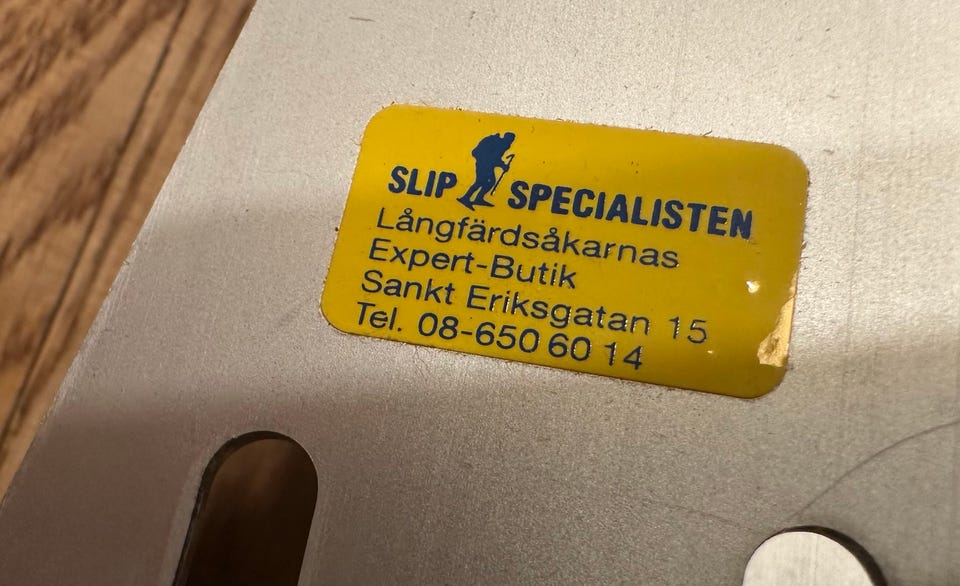 SLIP SPECIALISTEN
Långfärdsåkarnas
Expert-Butik
Sankt Eriksgatan 15
Tel. 08-650 60 14